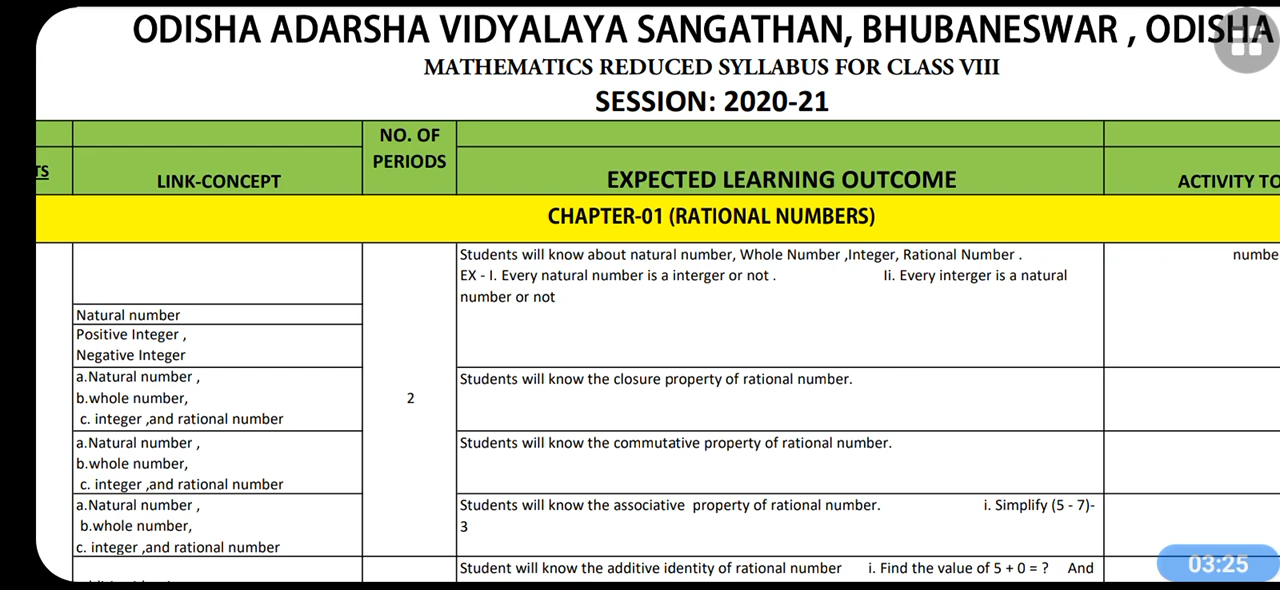 ODISHA ADARSHA VIDYALAYA SANGATHAN, BHUBANESWAR , ODISHA
MATHEMATICS REDUCED SYLLABUS FOR CLASS VIII
SESSION: 2020-21
TS
LINK-CONCEPT
NO. OF
PERIODS
EXPECTED LEARNING OUTCOME
ACTIVITY TO
CHAPTER-01 (RATIONAL NUMBERS)
Natural number
Positive Integer ,
Negative Integer
a.Natural number ,
b.whole number,
c. integer ,and rational number
a.Natural number ,
b.whole number,
c. integer ,and rational number
a.Natural number ,
b.whole number,
c. integer ,and rational number
2
Students will know about natural number, Whole Number ,Integer, Rational Number .
EX - I. Every natural number is a interger or not . Ii. Every interger is a natural
number or not
Students will know the closure property of rational number.
Students will know the commutative property of rational number.
Students will know the associative property of rational number. i. Simplify (5 - 7)-
3
Student will know the additive identity of rational number i. Find the value of 5 + 0 = ? And
numbe
03:25